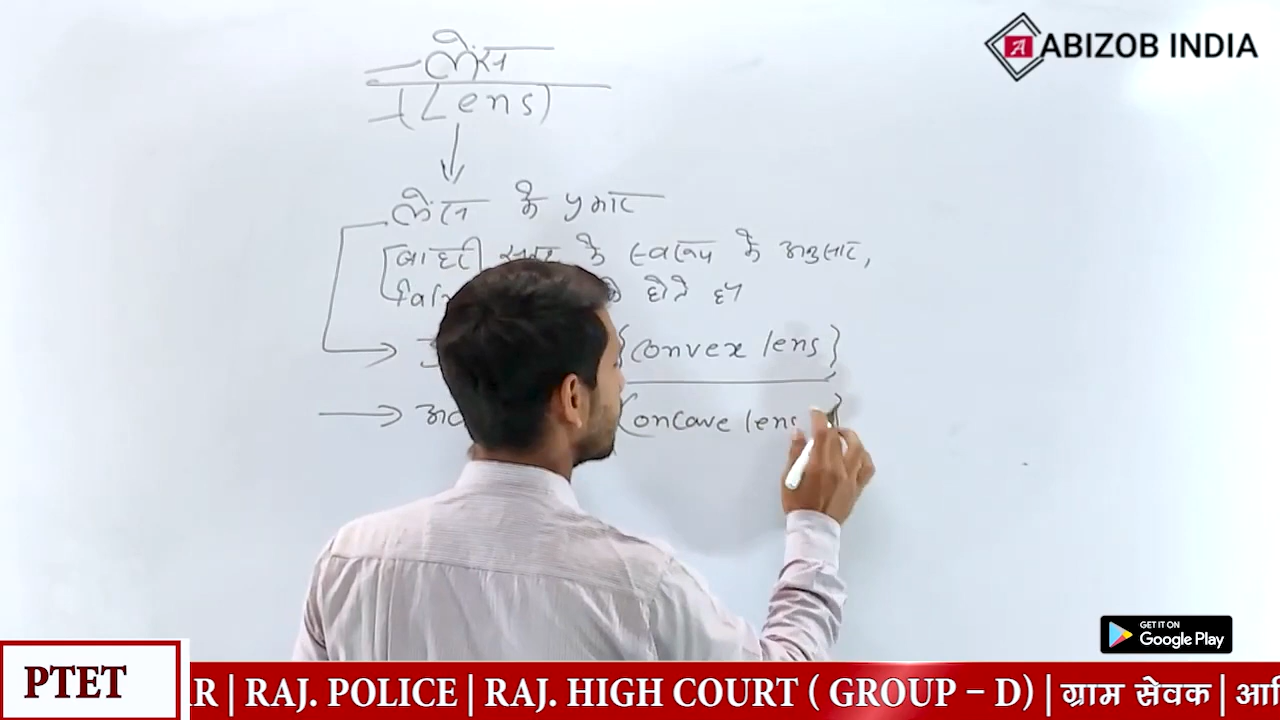 लेंस
(Lens)
लेंस के प्रकार
बाहरी सतह के स्वरूप के अनुसार,
के होते हैं
{convex lens}
{concave lens}
ABIZOB INDIA
GET IT ON
Google Play
PTET
R | RAJ. POLICE | RAJ. HIGH COURT ( GROUP – D) | ग्राम सेवक | आ